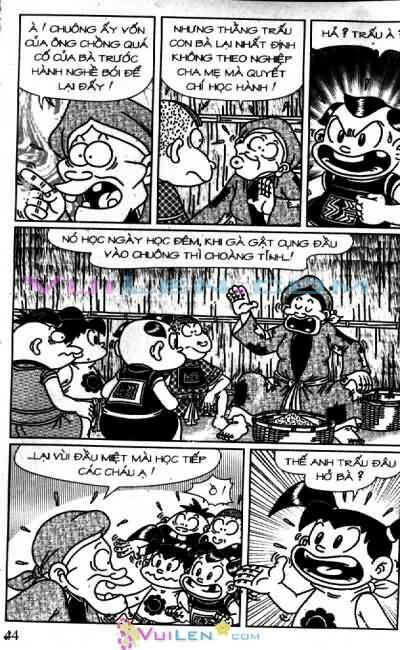 À ! CHUÔNG ẤY VỐN
CỦA ÔNG CHỒNG QUÁ
CỐ CỦA BÀ TRƯỚC
HÀNH NGHỀ BÓI ĐỂ
LẠI ĐẤY !
NHƯNG THẰNG TRẤU
CON BÀ LẠI NHẤT ĐỊNH
KHÔNG THEO NGHIỆP
CHA MẸ MÀ QUYẾT
CHÍ HỌC HÀNH !
HẢ ? TRẤU À ?
NÓ HỌC NGÀY HỌC ĐÊM, KHI GÀ GẬT CỤNG ĐẦU
VÀO CHUÔNG THÌ CHOÀNG TỈNH...!
VUILEN.COM
...LẠI VÙI ĐẦU MIỆT MÀI HỌC TIẾP
CÁC CHÁU Ạ !
Ồ !
THẾ ANH TRẤU ĐÂU
HỞ BÀ ?
44
VUILEN.COM